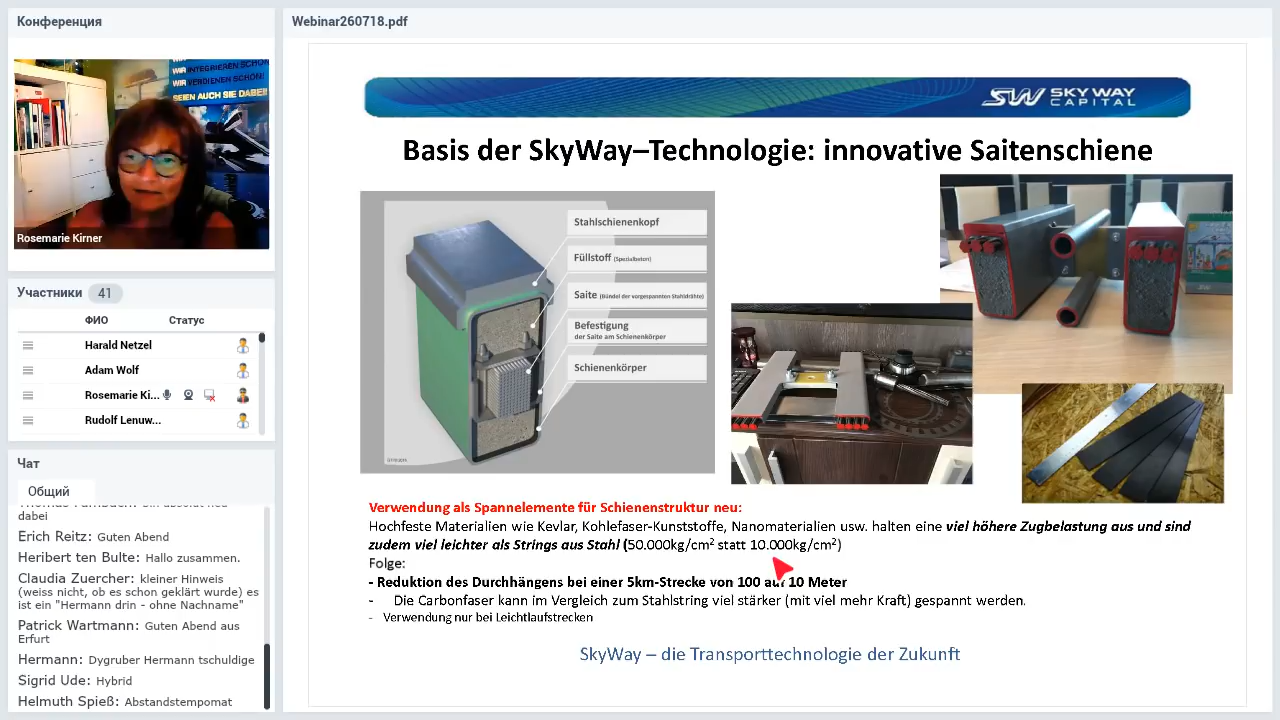 Конференция
WIR INTEGRIEREN SCHON!
WIR VERDIENEN SCHON!
SEIEN AUCH SIE DABEI!
Rosemarie Kirner
Участники 41
ФИО Статус
Harald Netzel
Adam Wolf
Rosemarie Ki...
Rudolf Lenuw...
Чат
Общий
dabei
Erich Reitz: Guten Abend
Heribert ten Bulte: Hallo zusammen.
Claudia Zuercher: kleiner Hinweis
(weiss nicht, ob es schon geklärt wurde) es
ist ein "Hermann drin - ohne Nachname"
Patrick Wartmann: Guten Abend aus
Erfurt
Hermann: Dygruber Hermann tschuldige
Sigrid Ude: Hybrid
Helmuth Spieß: Abstandstempomat
Webinar260718.pdf
SW SKY WAY
CAPITAL
Basis der SkyWay–Technologie: innovative Saitenschiene
Stahlschienenkopf
Füllstoff (Spezialbeton)
Saite (Bündel der vorgespannten Stahldrähte)
Befestigung
der Saite am Schienenkörper
Schienenkörper
Verwendung als Spannelemente für Schienenstruktur neu:
Hochfeste Materialien wie Kevlar, Kohlefaser-Kunststoffe, Nanomaterialien usw. halten eine viel höhere Zugbelastung aus und sind
zudem viel leichter als Strings aus Stahl (50.000kg/cm² statt 10.000kg/cm²)
Folge:
- Reduktion des Durchhängens bei einer 5km-Strecke von 100 auf 10 Meter
- Die Carbonfaser kann im Vergleich zum Stahlstring viel stärker (mit viel mehr Kraft) gespannt werden.
- Verwendung nur bei Leichtlaufstrecken
SkyWay – die Transporttechnologie der Zukunft